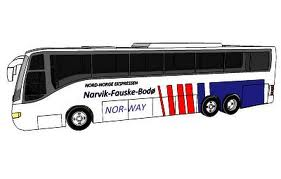 NORD-NORGE EKSPRESSEN
Narvik-Fauske-Bodø
NOR-WAY